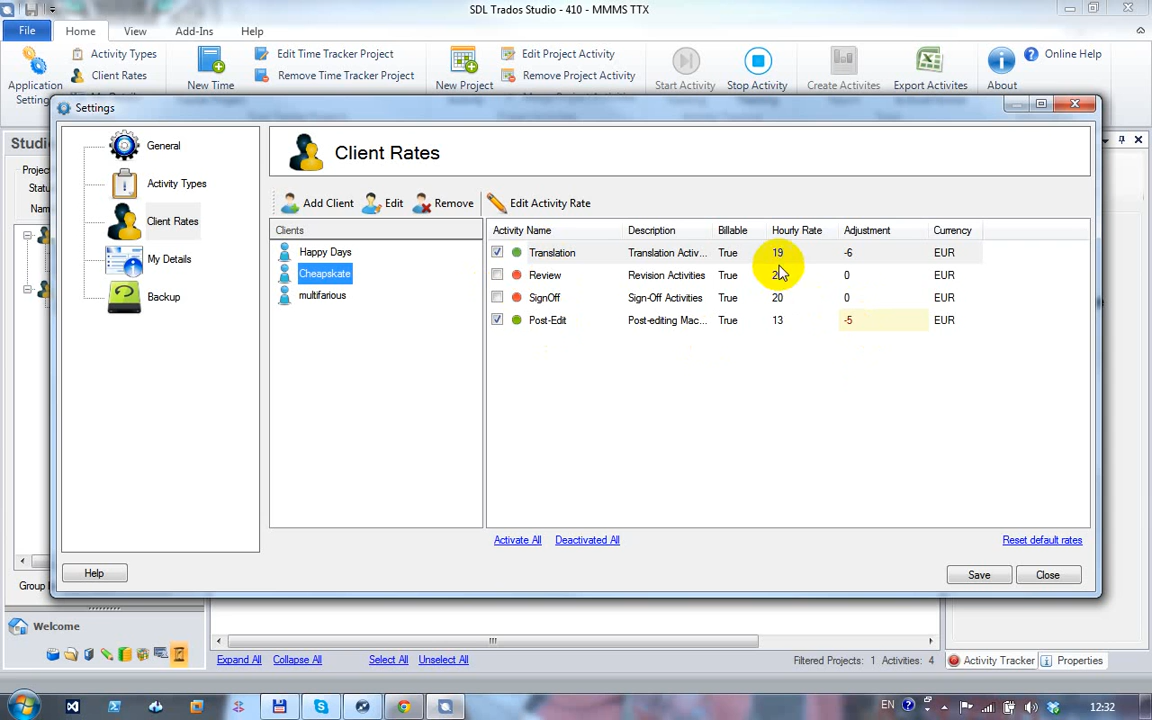 SDL Trados Studio - 410 - MMMS TTX
File Home View Add-Ins Help
Activity Types Edit Time Tracker Project Edit Project Activity Online Help
Client Rates Remove Time Tracker Project Remove Project Activity
Application New Time New Project Start Activity Stop Activity Create Activites Export Activites About
Settings
Studio
Projec
Statu
Nam
General
Activity Types
Client Rates
My Details
Backup
Client Rates
Add Client Edit Remove Edit Activity Rate
Clients
Happy Days
Cheapskate
multifarious
Activity Name Description Billable Hourly Rate Adjustment Currency
Translation Translation Activ... True 19 -6 EUR
Review Revision Activities True 0 EUR
SignOff Sign-Off Activities True 20 0 EUR
Post-Edit Post-editing Mac... True 13 -5 EUR
Activate All Deactivated All Reset default rates
Help Save Close
Group
Welcome
Expand All Collapse All Select All Unselect All Filtered Projects: 1 Activities: 4 Activity Tracker Properties
EN 12:32